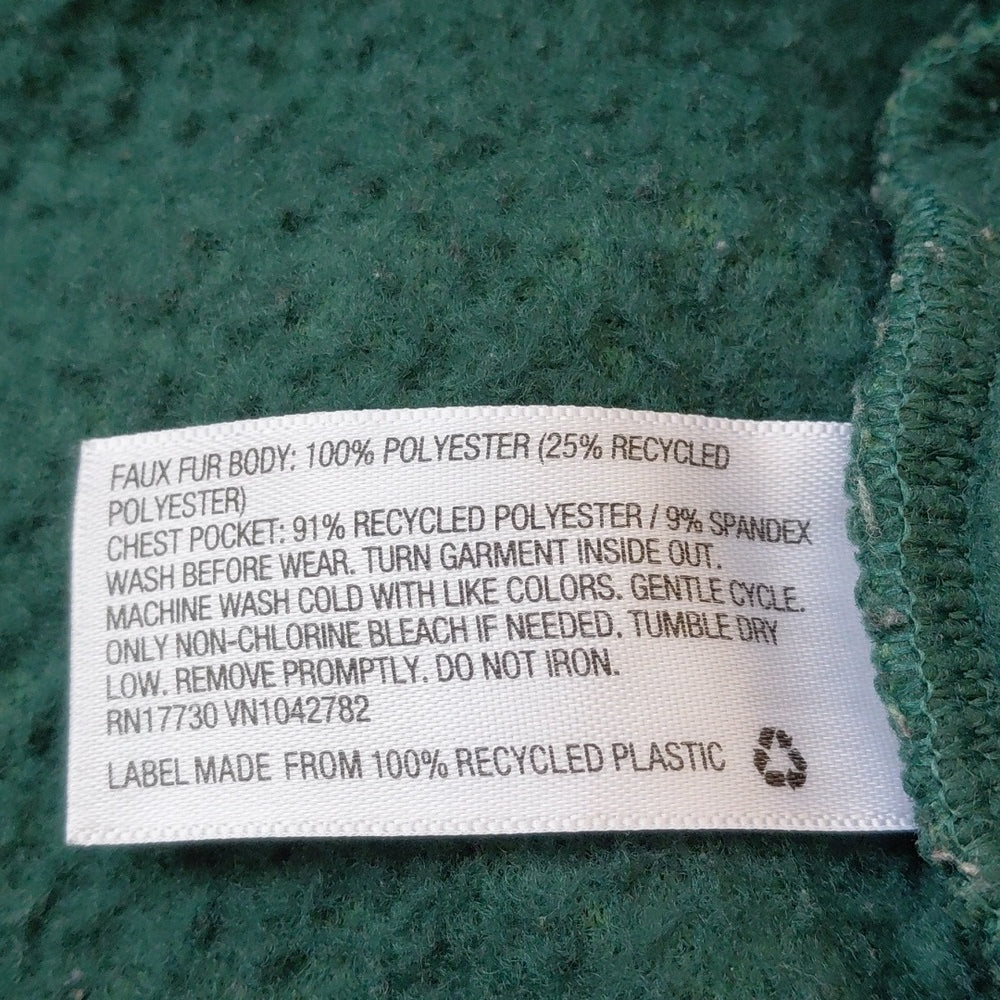 FAUX FUR BODY: 100% POLYESTER (25% RECYCLED
POLYESTER)
CHEST POCKET: 91% RECYCLED POLYESTER / 9% SPANDEX
WASH BEFORE WEAR. TURN GARMENT INSIDE OUT.
MACHINE WASH COLD WITH LIKE COLORS. GENTLE CYCLE.
ONLY NON-CHLORINE BLEACH IF NEEDED. TUMBLE DRY
LOW. REMOVE PROMPTLY. DO NOT IRON.
RN17730 VN1042782
LABEL MADE FROM 100% RECYCLED PLASTIC